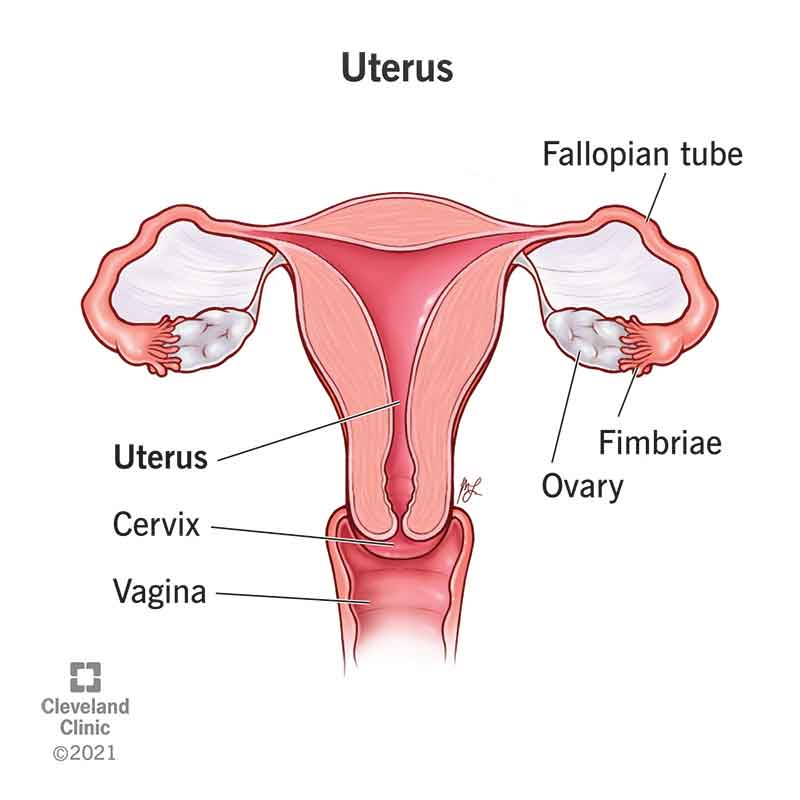 Uterus
Fallopian tube
Uterus
Fimbriae
Ovary
Cervix
Vagina
Cleveland
Clinic
©2021